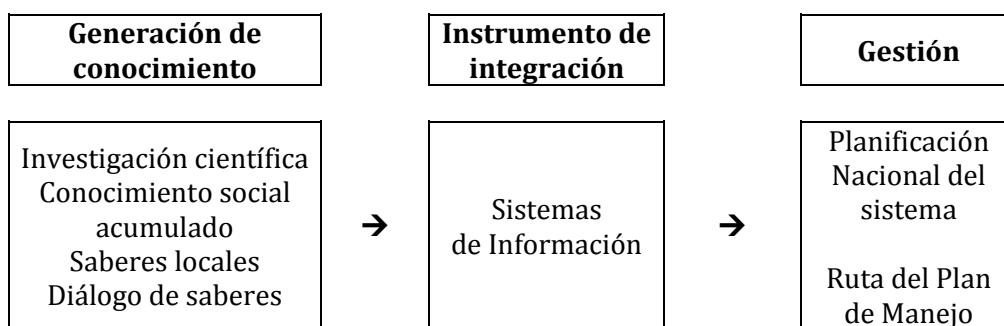 Generación de
conocimiento
Instrumento de
integración
Gestión
Investigación científica
Conocimiento social
acumulado
Saberes locales
Diálogo de saberes
→
Sistemas
de Información
→
Planificación
Nacional del
sistema
Ruta del Plan
de Manejo